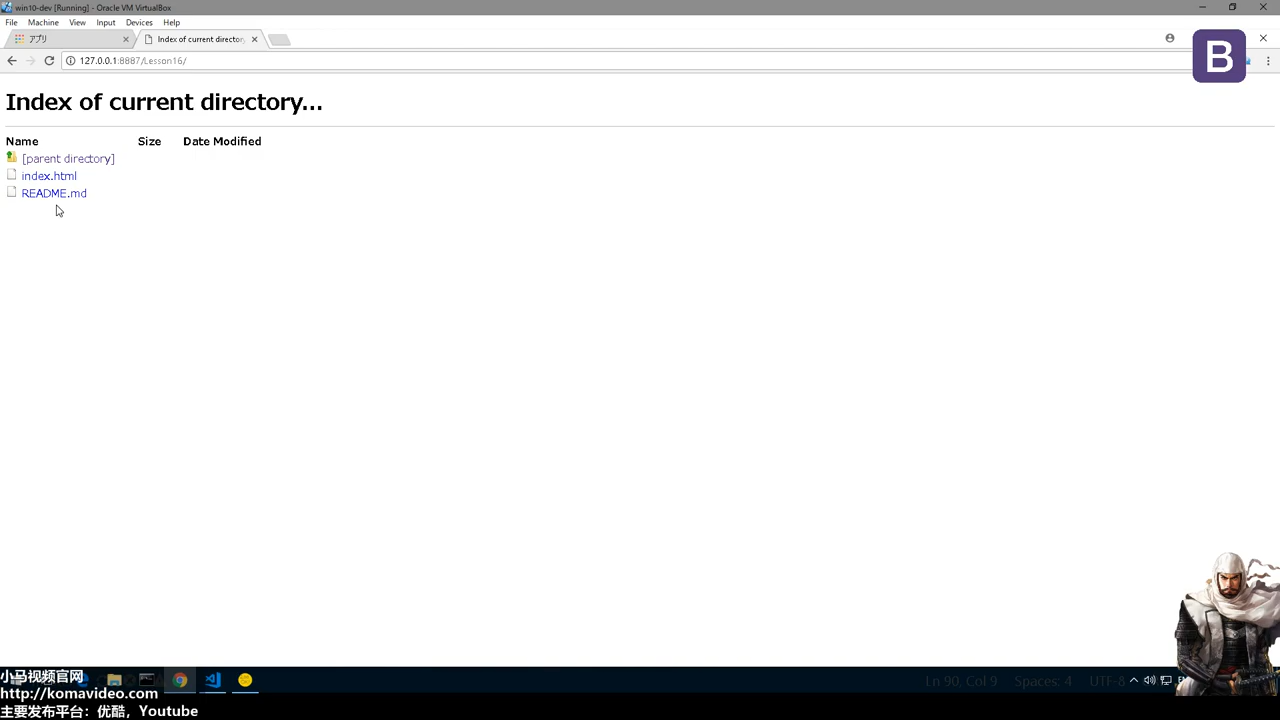 win10-dev [Running] - Oracle VM VirtualBox
File Machine View Input Devices Help
アプリ
Index of current directory
127.0.0.1:8887/Lesson16/
B
Index of current directory...
Name Size Date Modified
[parent directory]
index.html
README.md
小马视频官网
http://komavideo.com
主要发布平台：优酷，Youtube
Ln 90, Col 9 Spaces: 4 UTF-8